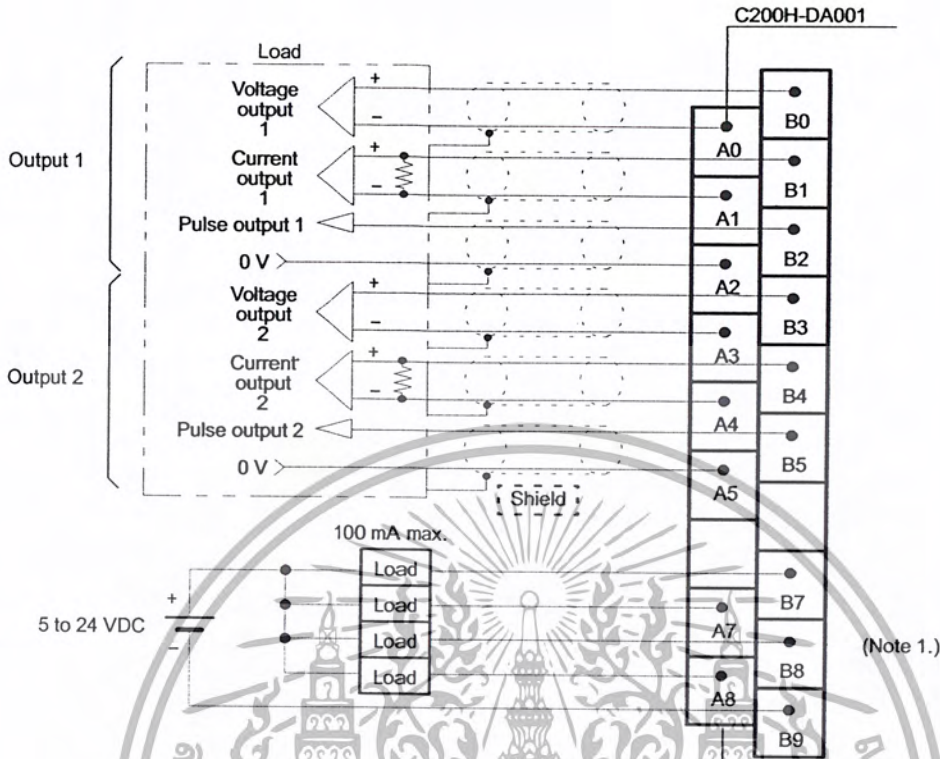 C200H-DA001
Load
Output 1
Voltage
output
1
+
−
Current
output
1
+
−
Pulse output 1
0 V
Output 2
Voltage
output
2
+
−
Current
output
2
+
−
Pulse output 2
0 V
Shield
A0
A1
A2
A3
A4
A5
A7
A8
B0
B1
B2
B3
B4
B5
B7
B8
B9
100 mA max.
Load
Load
Load
Load
5 to 24 VDC
+
−
(Note 1.)